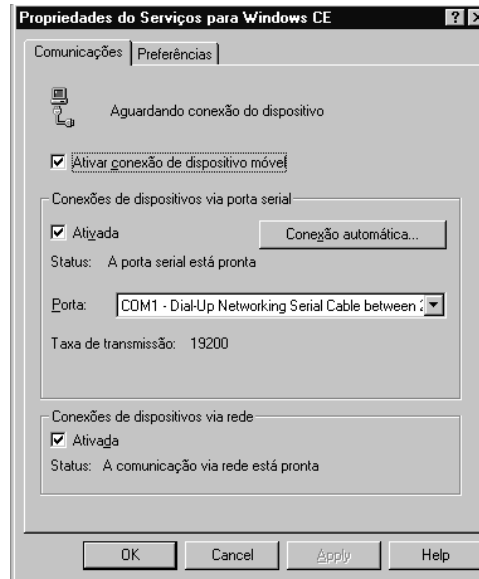 Propriedades do Serviços para Windows CE
Comunicações Preferências
Aguardando conexão do dispositivo
Ativar conexão de dispositivo móvel
Conexões de dispositivos via porta serial
Ativada Conexão automática...
Status: A porta serial está pronta
Porta: COM1 - Dial-Up Networking Serial Cable between
Taxa de transmissão: 19200
Conexões de dispositivos via rede
Ativada
Status: A comunicação via rede está pronta
OK Cancel Apply Help